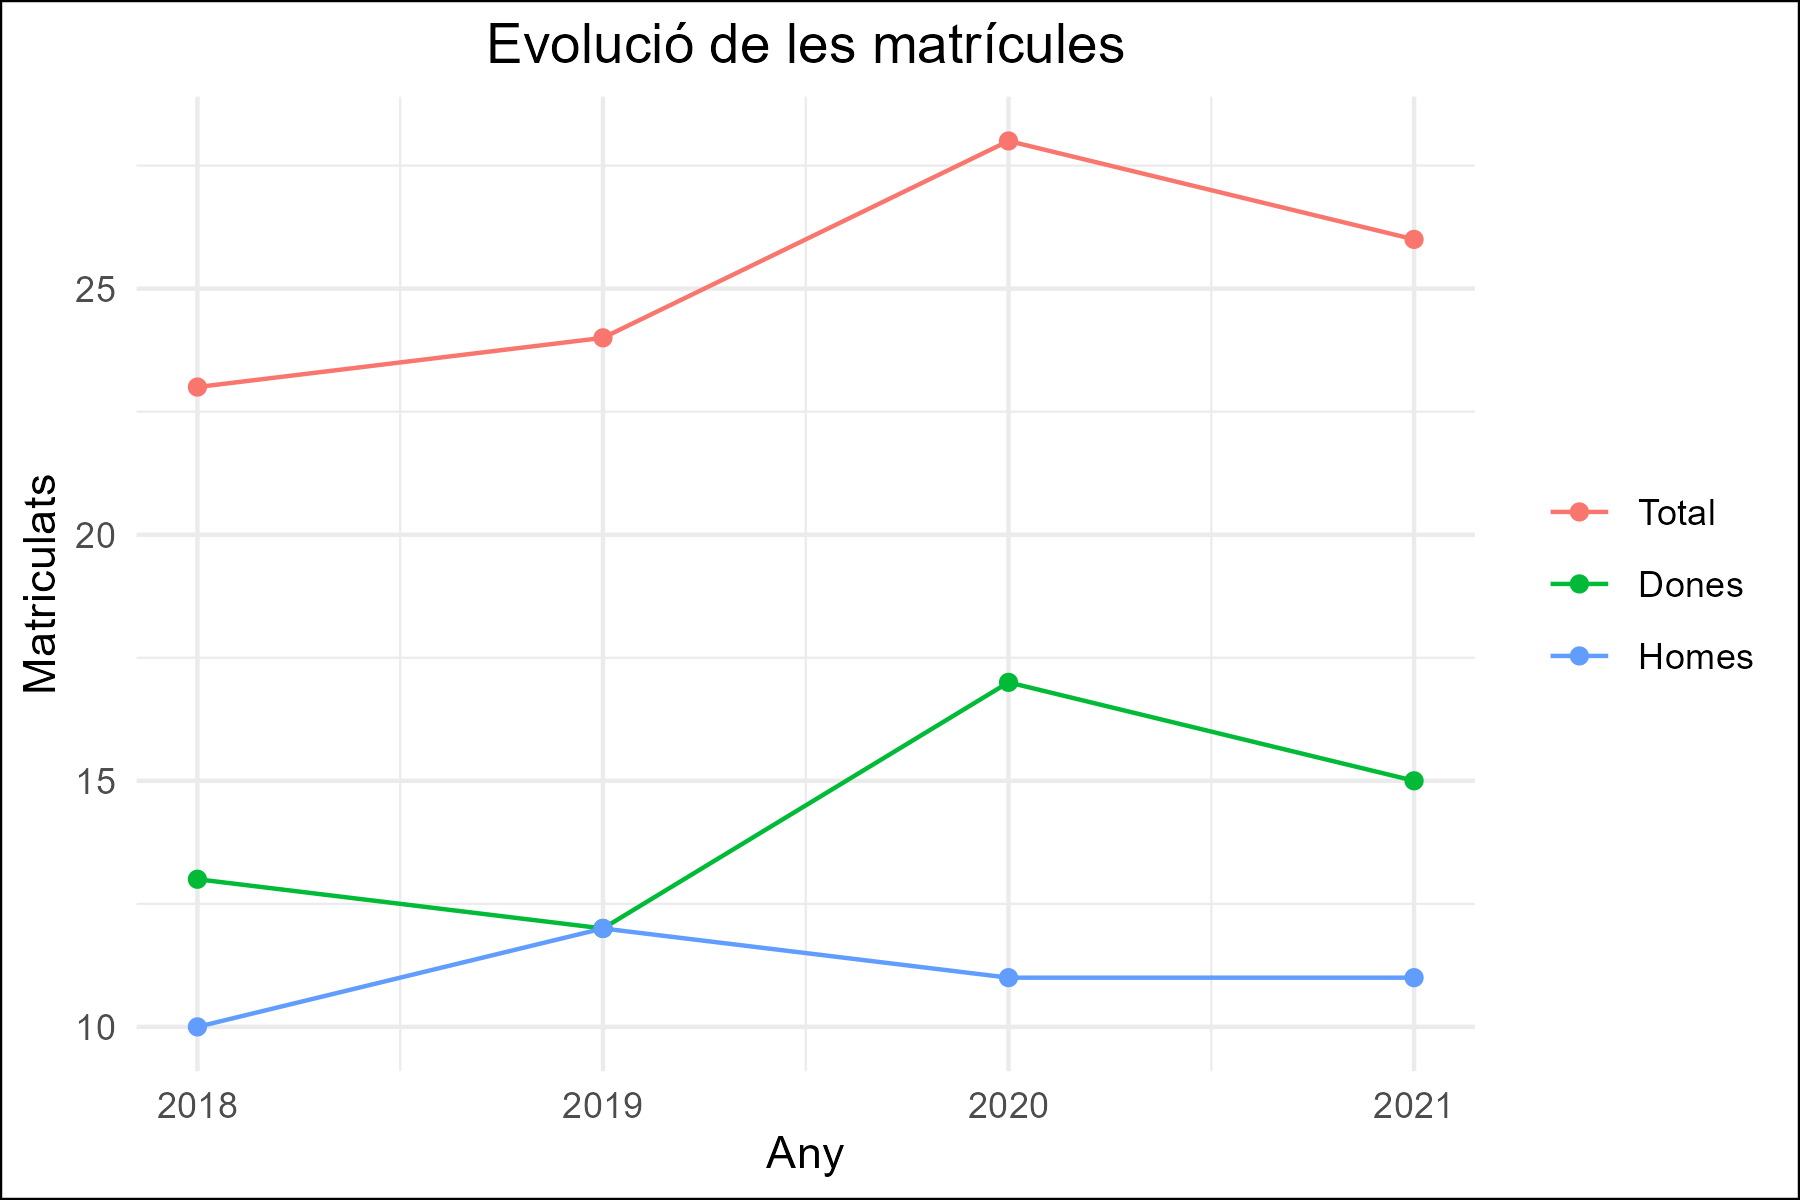 Evolució de les matrícules
Matriculats
25
20
15
10
2018
2019
2020
2021
Any
Total
Dones
Homes